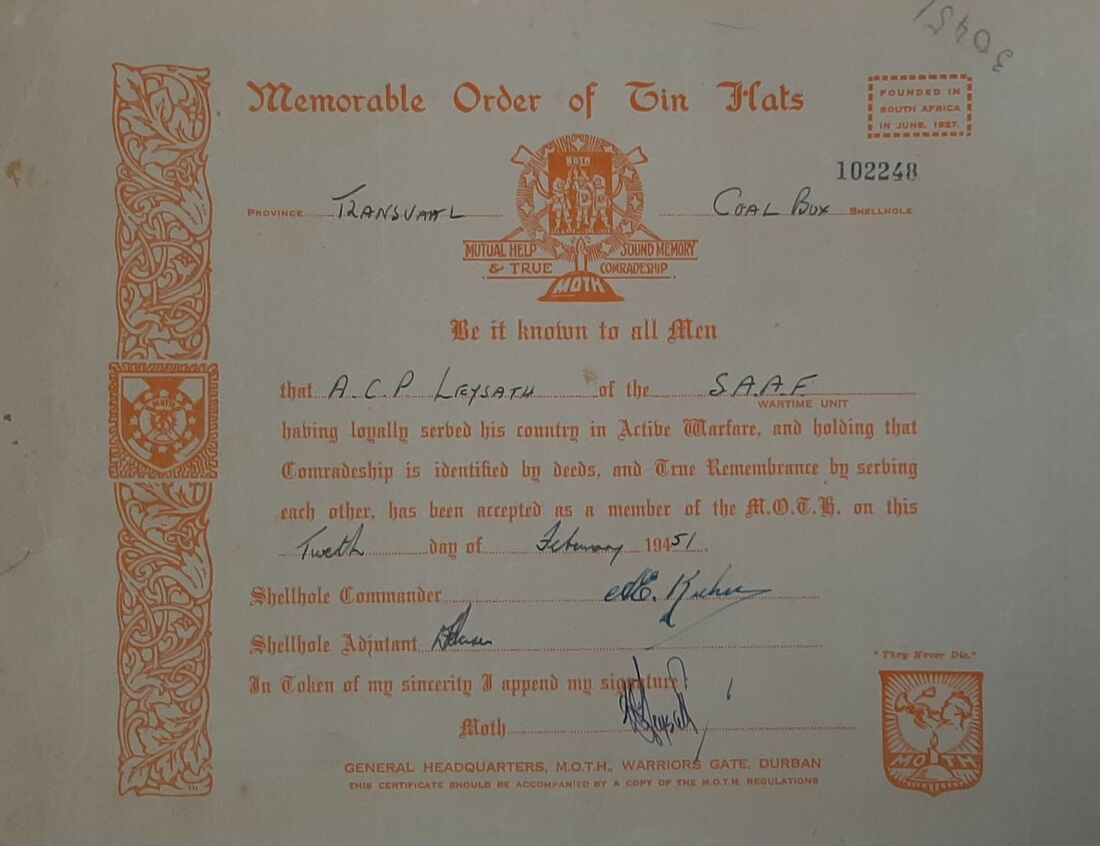 30451
Memorable Order of Tin Hats
FOUNDED IN
SOUTH AFRICA
IN JUNE, 1927.
102248
PROVINCE TRANSVAAL COAL BOX SHELLHOLE
MOTH
MUTUAL HELP SOUND MEMORY
& TRUE COMRADESHIP
MOTH
Be it known to all Men
that A.C.P LEYSATH of the S.A.A.F
WARTIME UNIT
having loyally served his country in Active Warfare, and holding that
Comradeship is identified by deeds, and True Remembrance by serving
each other, has been accepted as a member of the M.O.T.H. on this
Twelth day of February 19451.
MOTH
Shellhole Commander
Shellhole Adjutant
In Token of my sincerity I append my signature:
"They Never Die."
Moth
MOTH
GENERAL HEADQUARTERS, M.O.T.H., WARRIORS GATE, DURBAN
THIS CERTIFICATE SHOULD BE ACCOMPANIED BY A COPY OF THE M.O.T.H. REGULATIONS